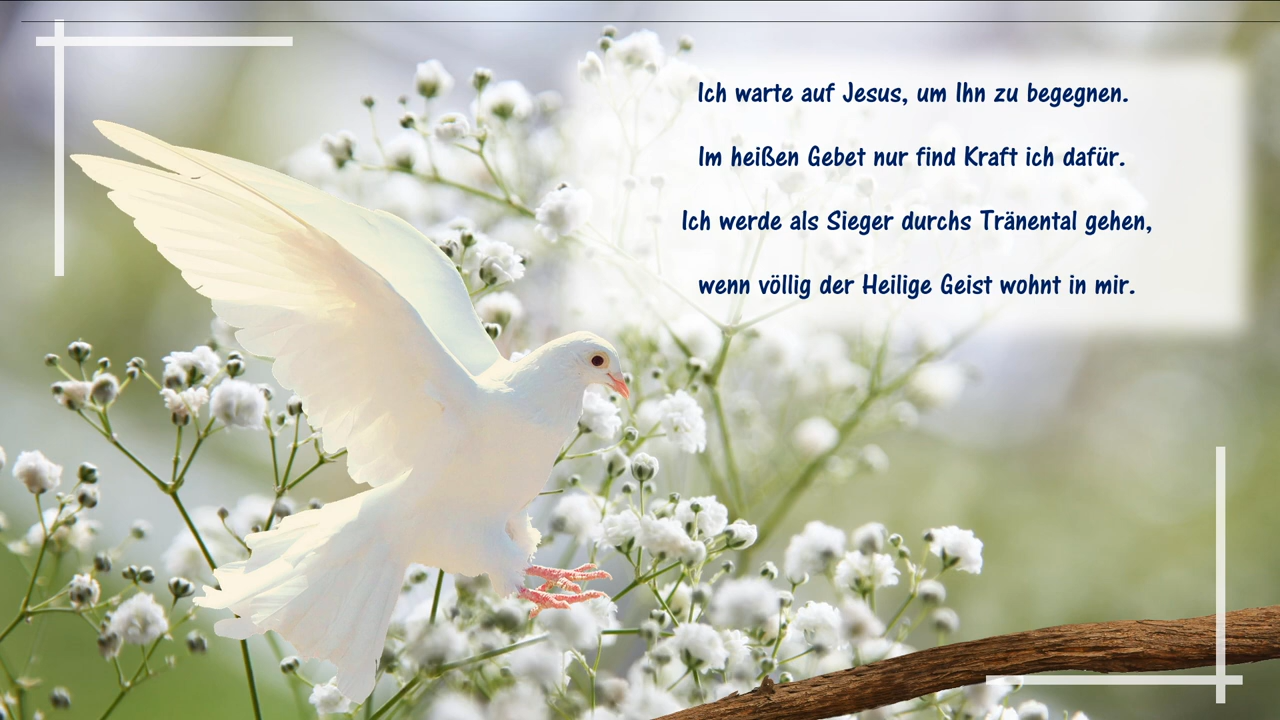 Ich warte auf Jesus, um Ihn zu begegnen.
Im heißen Gebet nur find Kraft ich dafür.
Ich werde als Sieger durchs Tränental gehen,
wenn völlig der Heilige Geist wohnt in mir.